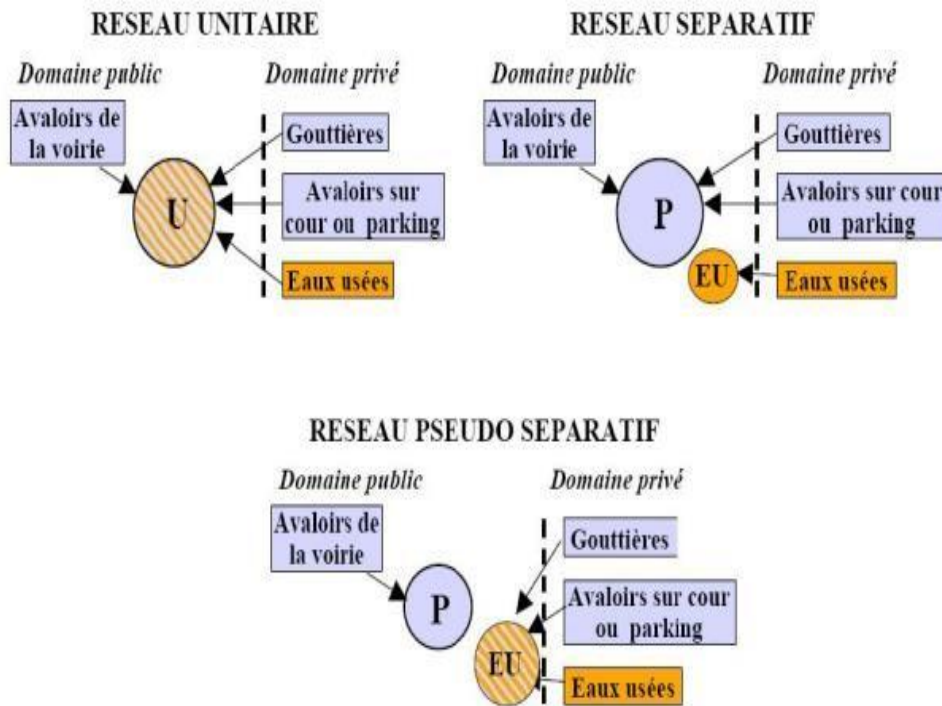 RESEAU UNITAIRE
Domaine public
Domaine privé
Avaloirs de
la voirie
Gouttières
U
Avaloirs sur
cour ou parking
Eaux usées
RESEAU SEPARATIF
Domaine public
Domaine privé
Avaloirs de
la voirie
Gouttières
P
Avaloirs sur cour
ou parking
EU
Eaux usées
RESEAU PSEUDO SEPARATIF
Domaine public
Domaine privé
Avaloirs de
la voirie
Gouttières
P
Avaloirs sur cour
ou parking
EU
Eaux usées